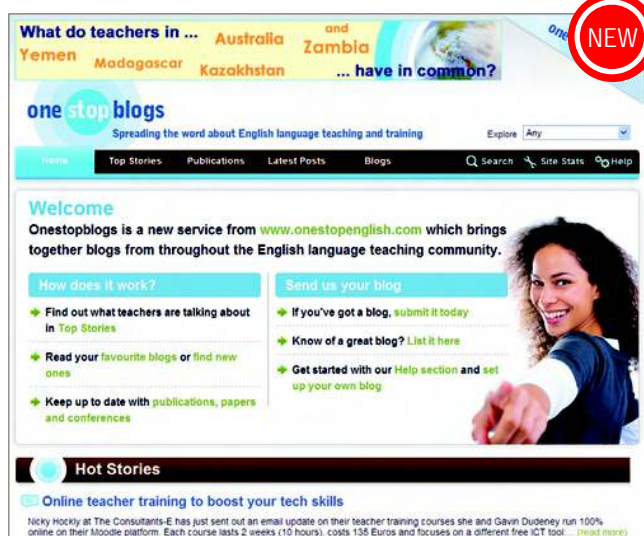 What do teachers in ...
Australia
and
Zambia
Yemen
Madagascar
Kazakhstan
... have in common?
one
NEW
one stop blogs
Spreading the word about English language teaching and training
Explore Any
Home Top Stories Publications Latest Posts Blogs Search Site Stats Help
Welcome
Onestopblogs is a new service from www.onestopenglish.com which brings
together blogs from throughout the English language teaching community.
How does it work?
Find out what teachers are talking about
in Top Stories
Read your favourite blogs or find new
ones
Keep up to date with publications, papers
and conferences
Send us your blog
If you've got a blog, submit it today
Know of a great blog? List it here
Get started with our Help section and set
up your own blog
Hot Stories
Online teacher training to boost your tech skills
Nicky Hockly at The Consultants-E has just sent out an email update on their teacher training courses she and Gavin Dudeney run 100%
online on their Moodle platform. Each course lasts 2 weeks (10 hours), costs 135 Euros and focuses on a different free ICT tool:... (read more)